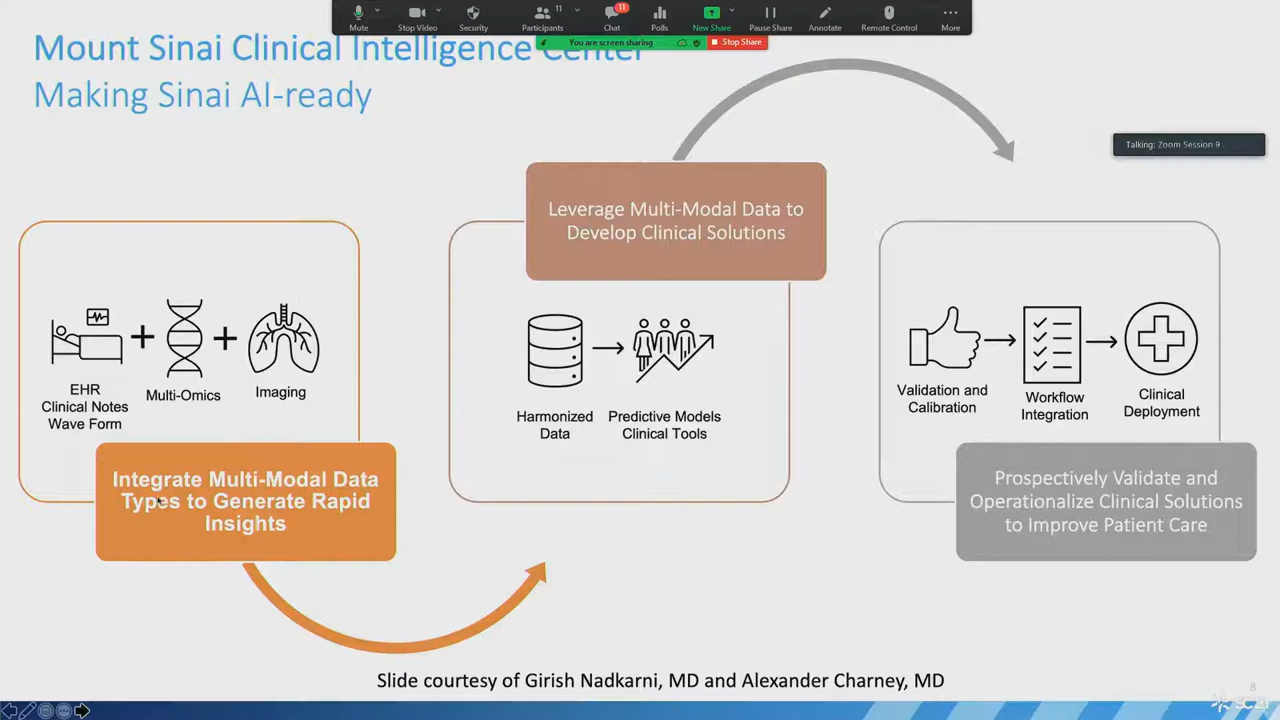 Mute
Stop Video
Security
11
Participants
11
Chat
Polls
New Share
Pause Share
Annotate
Remote Control
More
You are screen sharing
Stop Share
Mount Sinai Clinical Intelligence Center
Making Sinai AI-ready
Talking: Zoom Session 9
Leverage Multi-Modal Data to
Develop Clinical Solutions
EHR
Clinical Notes
Wave Form
Multi-Omics
Imaging
Integrate Multi-Modal Data
Types to Generate Rapid
Insights
Harmonized
Data
Predictive Models
Clinical Tools
Validation and
Calibration
Workflow
Integration
Clinical
Deployment
Prospectively Validate and
Operationalize Clinical Solutions
to Improve Patient Care
Slide courtesy of Girish Nadkarni, MD and Alexander Charney, MD
8
SC21